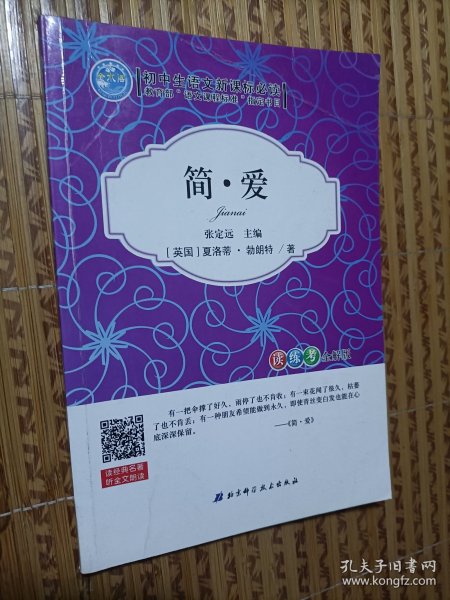 金水溢
初中生语文新课标必读
教育部“语文课程标准”指定书目
简·爱
Jianai
张定远 主编
[英国]夏洛蒂·勃朗特／著
读练考全解版
有一把伞撑了好久，雨停了也不肯收；有一束花闻了很久，枯萎
了也不肯丢；有一种朋友希望能做到永久，即使青丝变白发也跟在心
底深深保留。
——《简·爱》
读经典名著
听全文朗读
北京科学技术出版社
孔夫子旧书网
www.kongfz.com